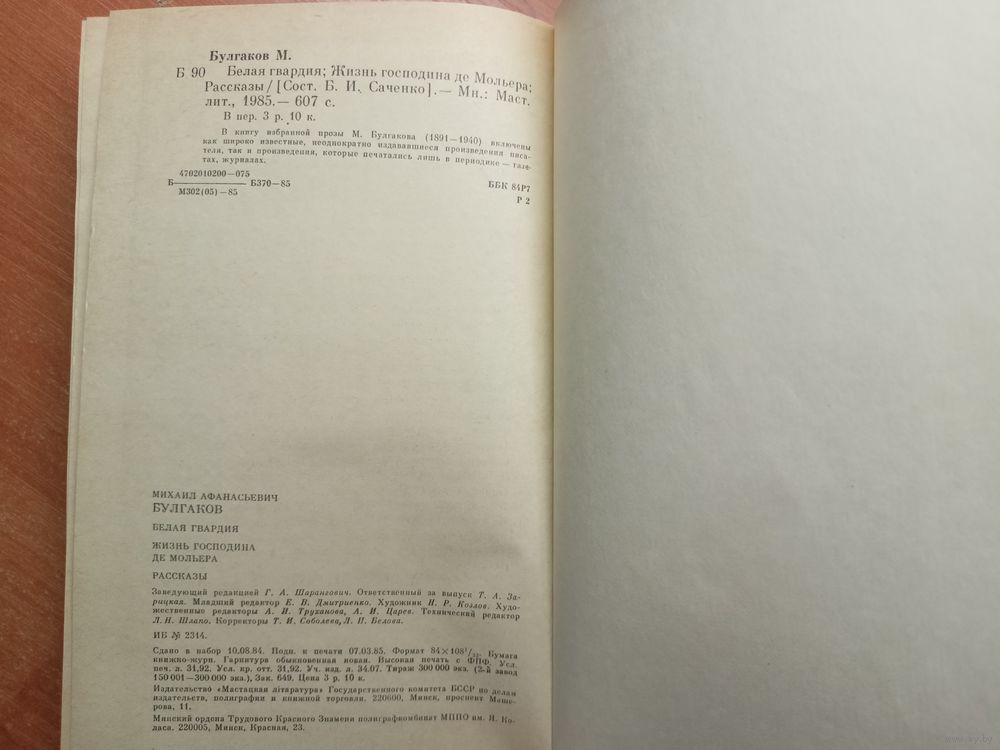 Булгаков М.
Б 90 Белая гвардия; Жизнь господина де Мольера;
Рассказы/[Сост. Б. И. Саченко].— Мн.: Маст.
лит., 1985.— 607 с.
В пер. 3 р. 10 к.
В книгу избранной прозы М. Булгакова (1891—1940) включены
как широко известные, неоднократно издававшиеся произведения писа-
теля, так и произведения, которые печатались лишь в периодике — газе-
тах, журналах.
4702010200—075
Б Б370—85
М302(05)—85
ББК 84Р7
Р 2
МИХАИЛ АФАНАСЬЕВИЧ
БУЛГАКОВ
БЕЛАЯ ГВАРДИЯ
ЖИЗНЬ ГОСПОДИНА
ДЕ МОЛЬЕРА
РАССКАЗЫ
Заведующий редакцией Г. А. Шарангович. Ответственный за выпуск Т. А. За-
рицкая. Младший редактор Е. В. Дмитриенко. Художник Н. Р. Козлов. Худо-
жественные редакторы А. И. Труханова, А. И. Царев. Технический редактор
Л. Н. Шлапо. Корректоры Т. И. Соболева, Л. П. Белова.
ИБ № 2314.
Сдано в набор 10.08.84. Подп. к печати 07.03.85. Формат 84×108¹/₃₂. Бумага
книжно-журн. Гарнитура обыкновенная новая. Высокая печать с ФПФ. Усл.
печ. л. 31,92. Усл. кр. отт. 31,92. Уч. изд. л. 34,07. Тираж 300 000 экз. (2-й завод
150 001—300 000 экз.), Зак. 649. Цена 3 р. 10 к.
Издательство «Мастацкая літаратура» Государственного комитета БССР по делам
издательств, полиграфии и книжной торговли. 220600, Минск, проспект Маше-
рова, 11.
Минский ордена Трудового Красного Знамени полиграфкомбинат МППО им. Я. Ко-
ласа. 220005, Минск, Красная, 23.